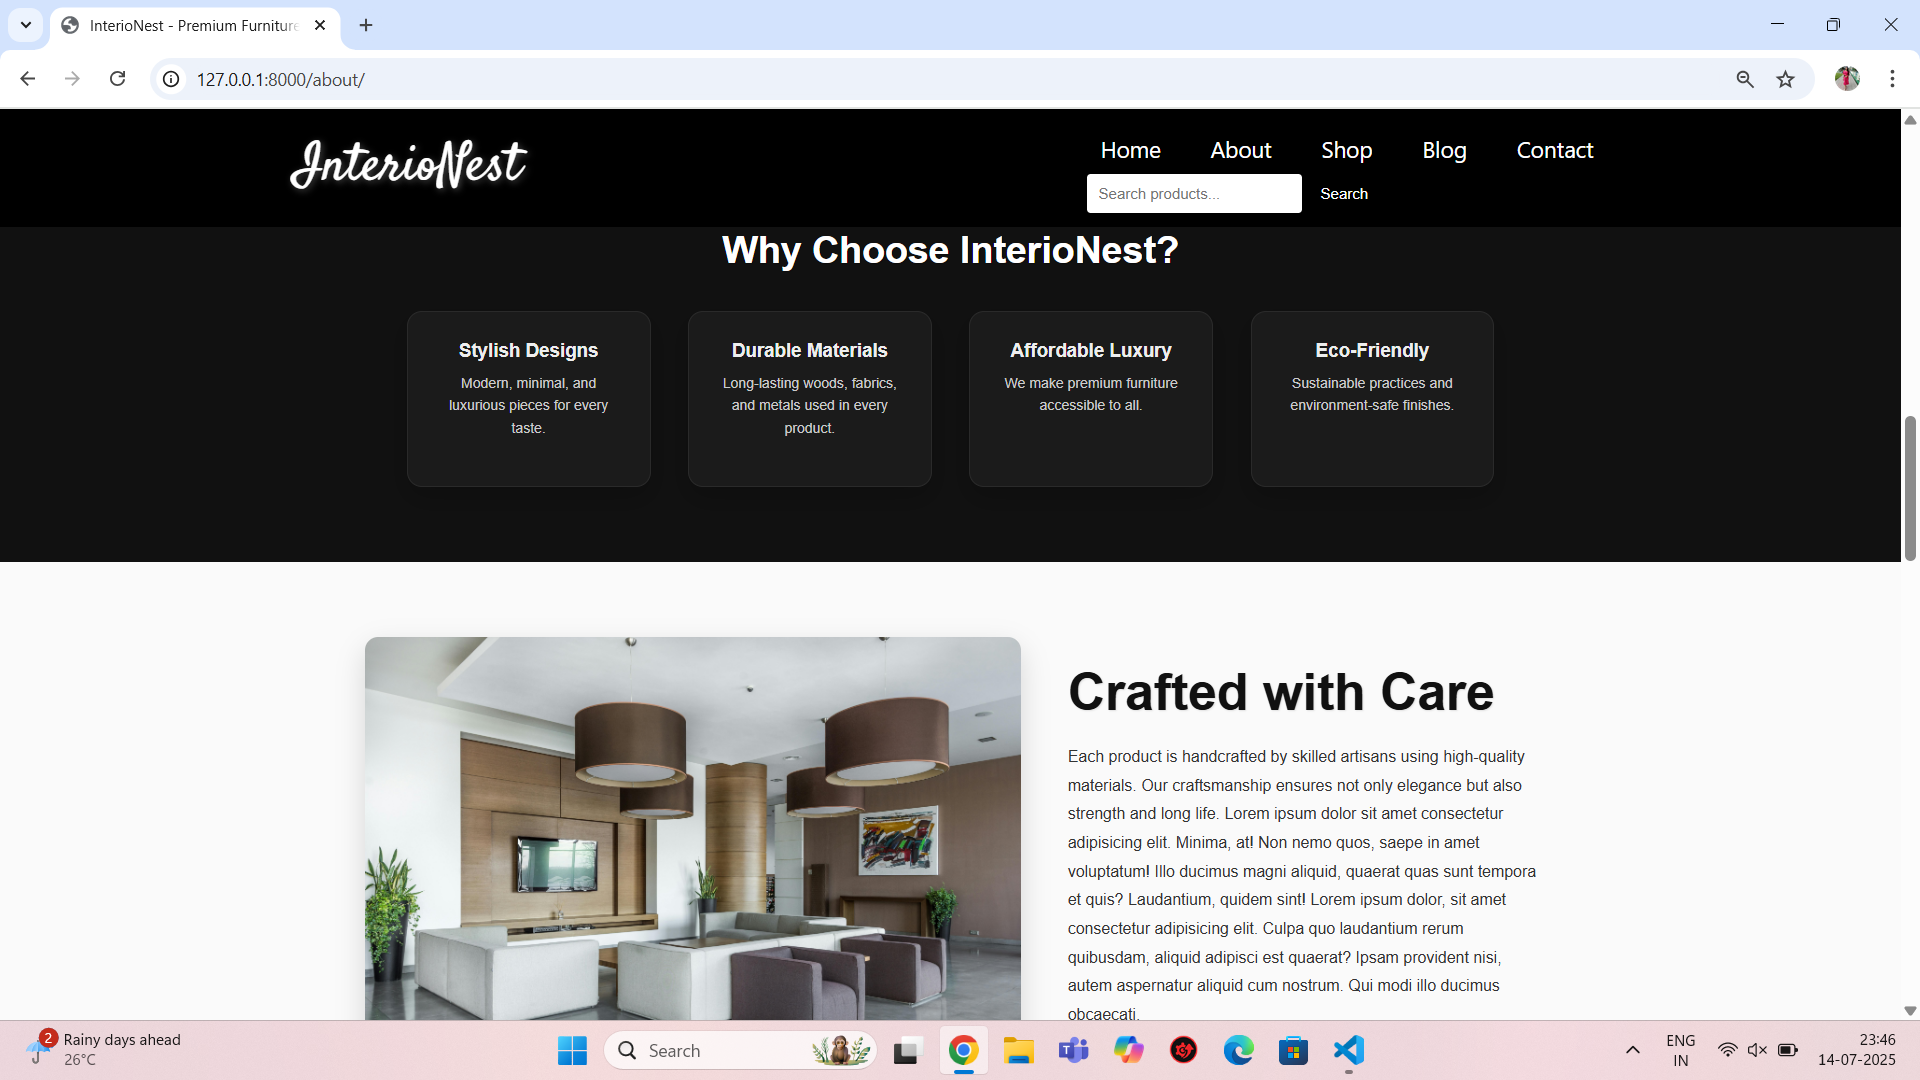 InterioNest - Premium Furniture
127.0.0.1:8000/about/
InterioNest
Home
About
Shop
Blog
Contact
Search products...
Search
Why Choose InterioNest?
Stylish Designs
Modern, minimal, and
luxurious pieces for every
taste.
Durable Materials
Long-lasting woods, fabrics,
and metals used in every
product.
Affordable Luxury
We make premium furniture
accessible to all.
Eco-Friendly
Sustainable practices and
environment-safe finishes.
Crafted with Care
Each product is handcrafted by skilled artisans using high-quality
materials. Our craftsmanship ensures not only elegance but also
strength and long life. Lorem ipsum dolor sit amet consectetur
adipisicing elit. Minima, at! Non nemo quos, saepe in amet
voluptatum! Illo ducimus magni aliquid, quaerat quas sunt tempora
et quis? Laudantium, quidem sint! Lorem ipsum dolor, sit amet
consectetur adipisicing elit. Culpa quo laudantium rerum
quibusdam, aliquid adipisci est quaerat? Ipsam provident nisi,
autem aspernatur aliquid cum nostrum. Qui modi illo ducimus
obcaecati.
2
Rainy days ahead
26°C
Search
ENG
IN
23:46
14-07-2025